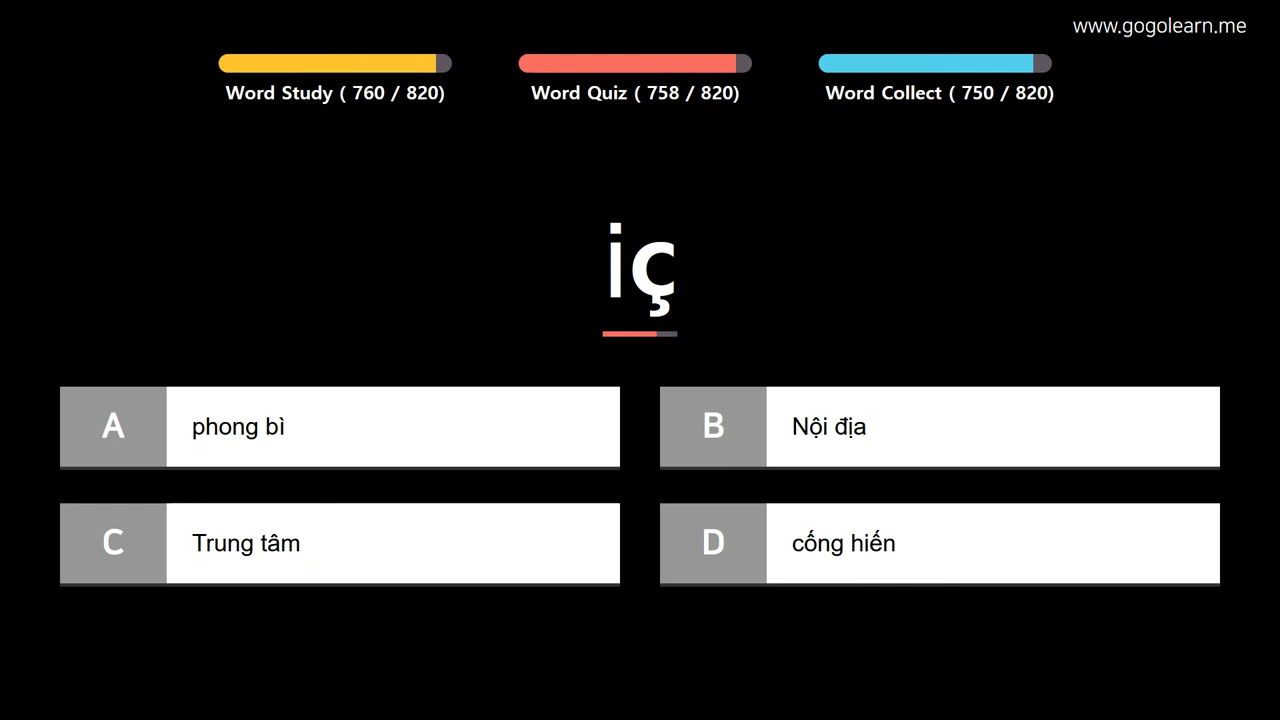 www.gogolearn.me
Word Study ( 760 / 820)
Word Quiz ( 758 / 820)
Word Collect ( 750 / 820)
iç
A phong bì
B Nội địa
C Trung tâm
D cống hiến